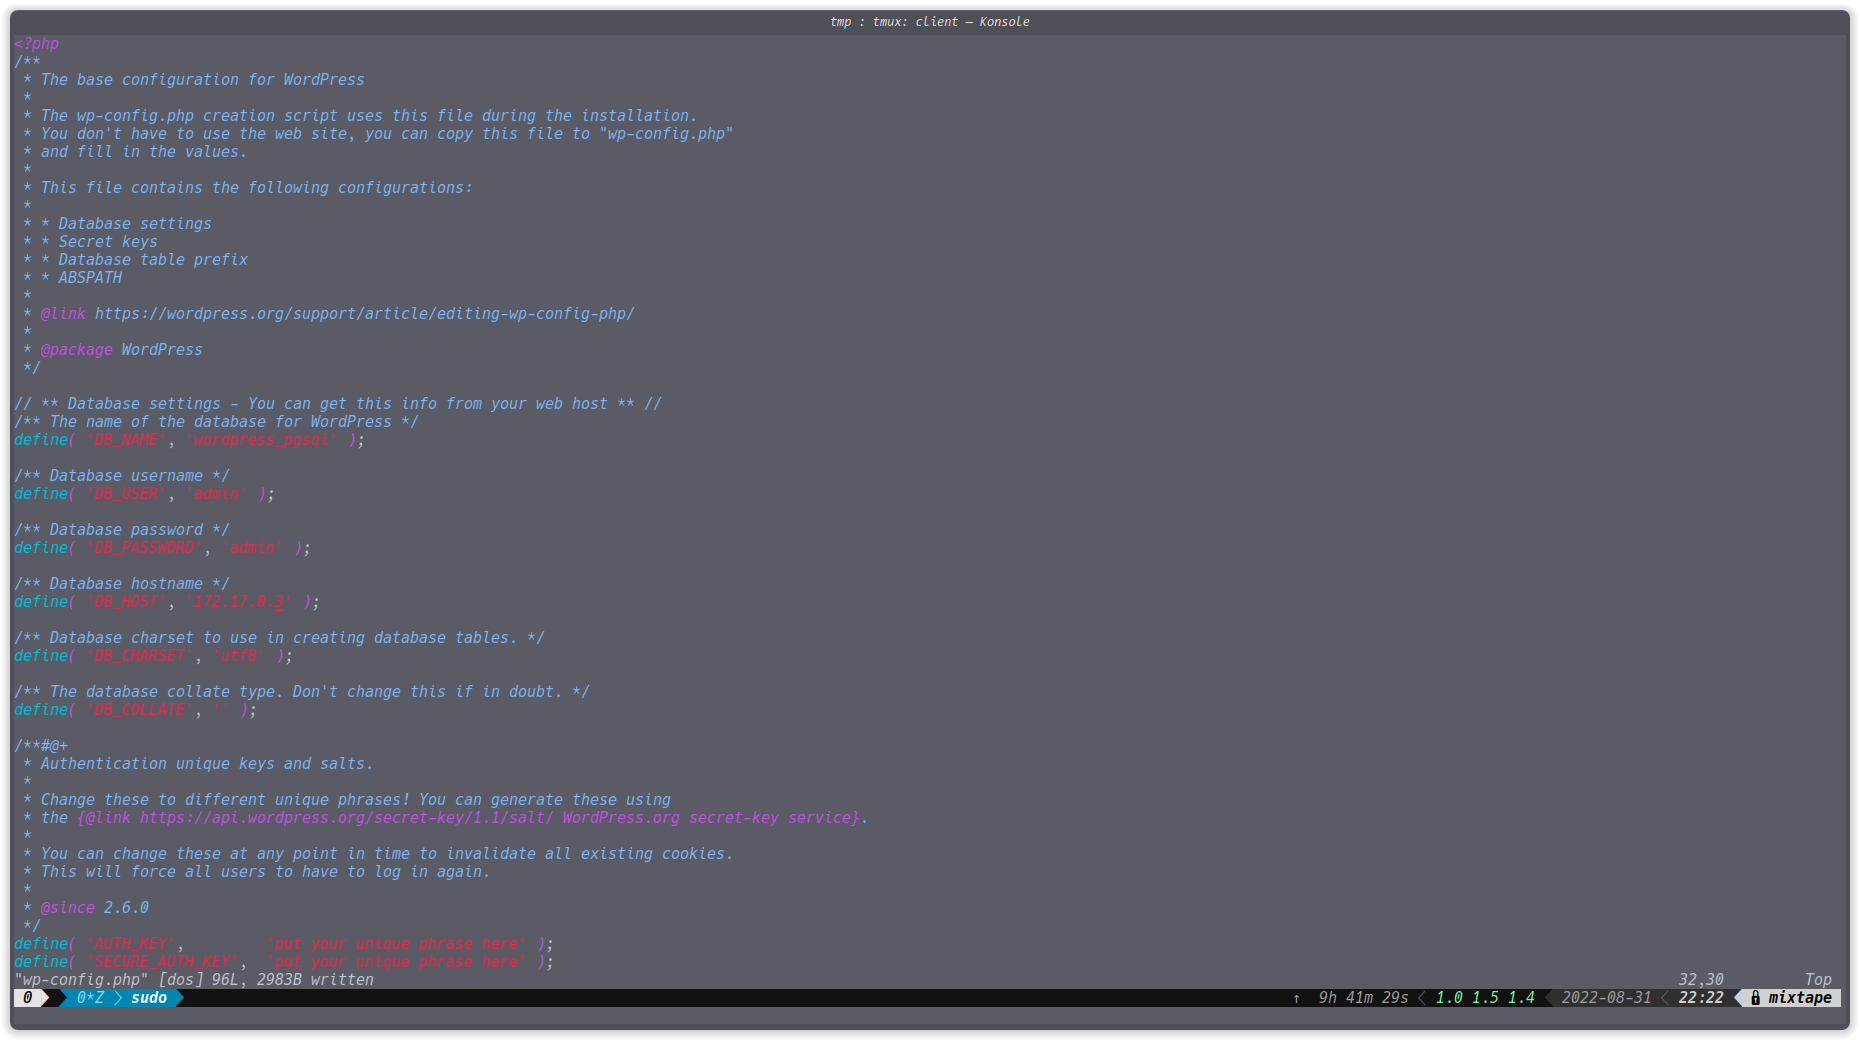 tmp : tmux: client — Konsole
<?php
/**
 * The base configuration for WordPress
 *
 * The wp-config.php creation script uses this file during the installation.
 * You don't have to use the web site, you can copy this file to "wp-config.php"
 * and fill in the values.
 *
 * This file contains the following configurations:
 *
 * * Database settings
 * * Secret keys
 * * Database table prefix
 * * ABSPATH
 *
 * @link https://wordpress.org/support/article/editing-wp-config-php/
 *
 * @package WordPress
 */

// ** Database settings - You can get this info from your web host ** //
/** The name of the database for WordPress */
define( 'DB_NAME', 'wordpress_pgsql' );

/** Database username */
define( 'DB_USER', 'admin' );

/** Database password */
define( 'DB_PASSWORD', 'admin' );

/** Database hostname */
define( 'DB_HOST', '172.17.0.3' );

/** Database charset to use in creating database tables. */
define( 'DB_CHARSET', 'utf8' );

/** The database collate type. Don't change this if in doubt. */
define( 'DB_COLLATE', '' );

/**#@+
 * Authentication unique keys and salts.
 *
 * Change these to different unique phrases! You can generate these using
 * the {@link https://api.wordpress.org/secret-key/1.1/salt/ WordPress.org secret-key service}.
 *
 * You can change these at any point in time to invalidate all existing cookies.
 * This will force all users to have to log in again.
 *
 * @since 2.6.0
 */
define( 'AUTH_KEY',         'put your unique phrase here' );
define( 'SECURE_AUTH_KEY',  'put your unique phrase here' );
"wp-config.php" [dos] 96L, 2983B written 32,30 Top
0 0*Z sudo ↑ 9h 41m 29s 1.0 1.5 1.4 2022-08-31 22:22 mixtape